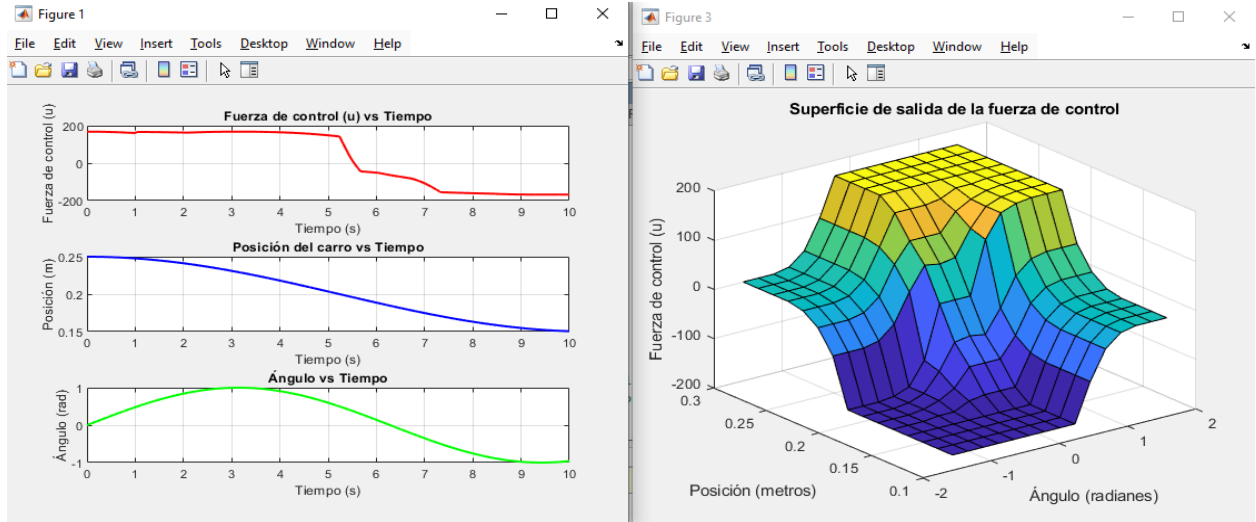 Figure 1
File Edit View Insert Tools Desktop Window Help
Fuerza de control (u) vs Tiempo
Fuerza de control (u)
200
0
-200
0 1 2 3 4 5 6 7 8 9 10
Tiempo (s)
Posición del carro vs Tiempo
Posición (m)
0.25
0.2
0.15
0 1 2 3 4 5 6 7 8 9 10
Tiempo (s)
Ángulo vs Tiempo
Ángulo (rad)
1
0
-1
0 1 2 3 4 5 6 7 8 9 10
Tiempo (s)
Figure 3
File Edit View Insert Tools Desktop Window Help
Superficie de salida de la fuerza de control
Fuerza de control (u)
200
100
0
-100
-200
0.3
0.25
0.2
0.15
0.1
Posición (metros)
-2
-1
0
1
2
Ángulo (radianes)